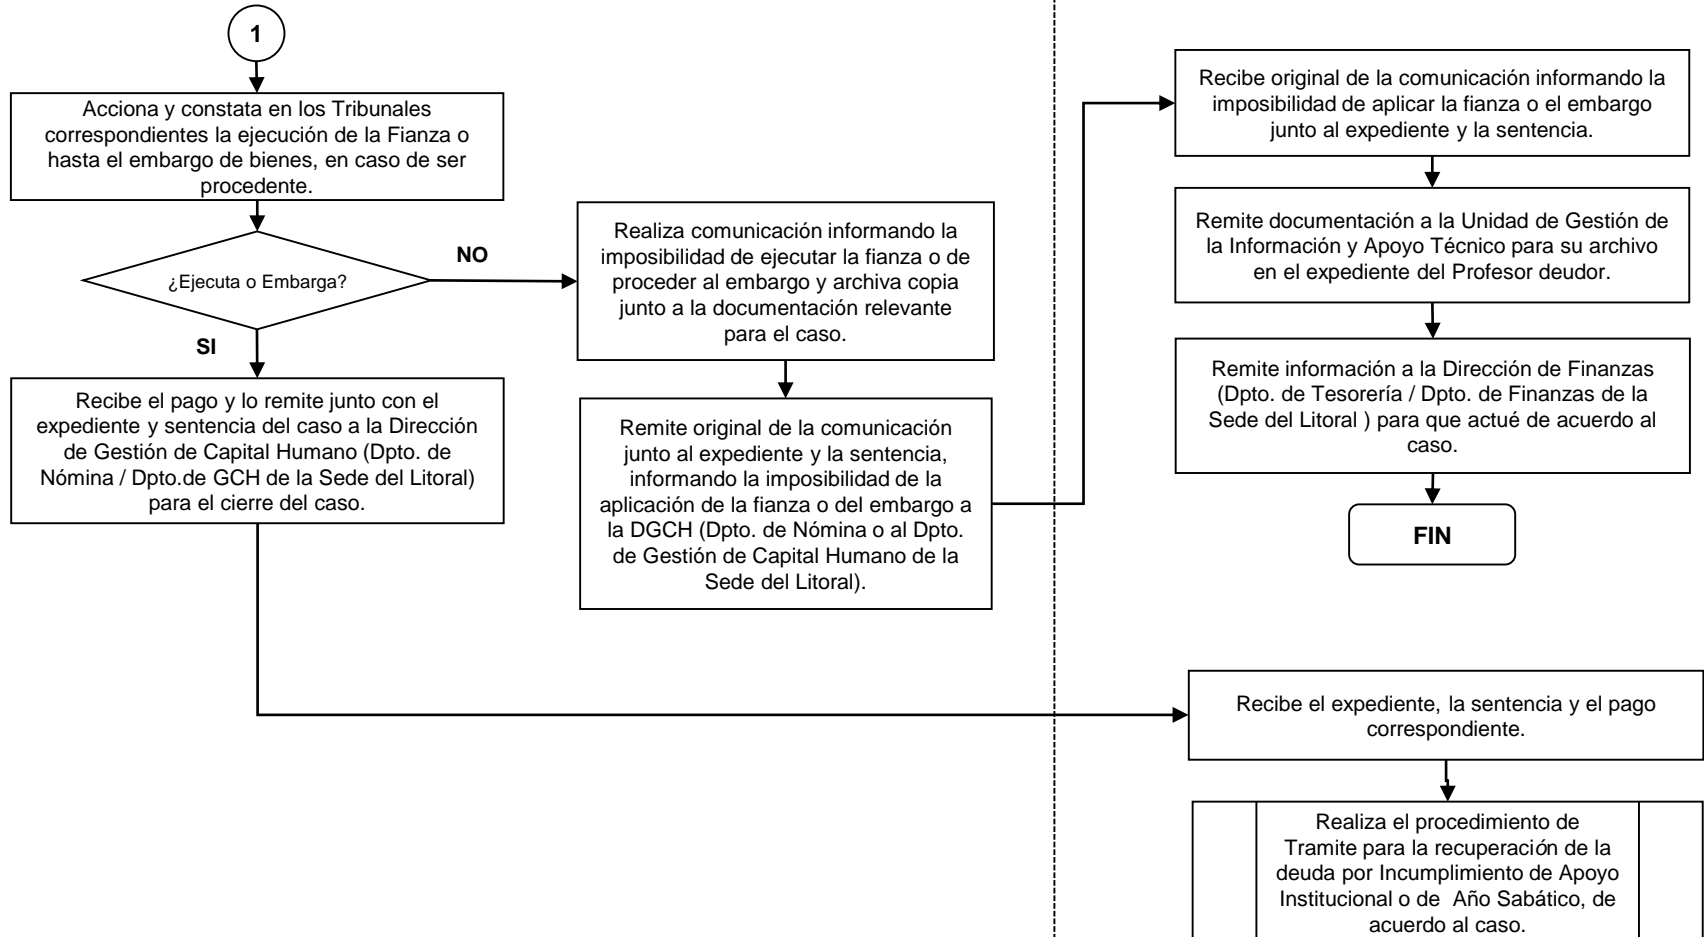 1
Acciona y constata en los Tribunales
correspondientes la ejecución de la Fianza o
hasta el embargo de bienes, en caso de ser
procedente.
¿Ejecuta o Embarga?
NO
SI
Recibe el pago y lo remite junto con el
expediente y sentencia del caso a la Dirección
de Gestión de Capital Humano (Dpto. de
Nómina / Dpto.de GCH de la Sede del Litoral)
para el cierre del caso.
Realiza comunicación informando la
imposibilidad de ejecutar la fianza o de
proceder al embargo y archiva copia
junto a la documentación relevante
para el caso.
Remite original de la comunicación
junto al expediente y la sentencia,
informando la imposibilidad de la
aplicación de la fianza o del embargo a
la DGCH (Dpto. de Nómina o al Dpto.
de Gestión de Capital Humano de la
Sede del Litoral).
Recibe original de la comunicación informando la
imposibilidad de aplicar la fianza o el embargo
junto al expediente y la sentencia.
Remite documentación a la Unidad de Gestión de
la Información y Apoyo Técnico para su archivo
en el expediente del Profesor deudor.
Remite información a la Dirección de Finanzas
(Dpto. de Tesorería / Dpto. de Finanzas de la
Sede del Litoral ) para que actué de acuerdo al
caso.
FIN
Recibe el expediente, la sentencia y el pago
correspondiente.
Realiza el procedimiento de
Tramite para la recuperación de la
deuda por Incumplimiento de Apoyo
Institucional o de Año Sabático, de
acuerdo al caso.